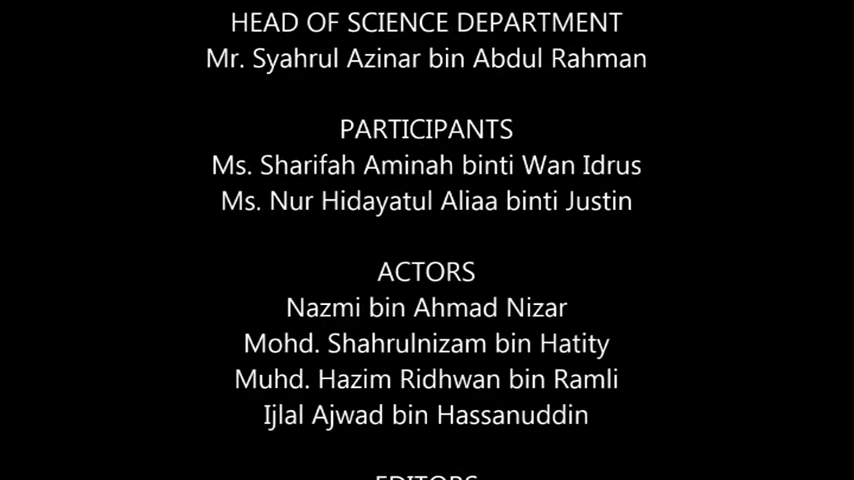 HEAD OF SCIENCE DEPARTMENT
Mr. Syahrul Azinar bin Abdul Rahman
PARTICIPANTS
Ms. Sharifah Aminah binti Wan Idrus
Ms. Nur Hidayatul Aliaa binti Justin
ACTORS
Nazmi bin Ahmad Nizar
Mohd. Shahrulnizam bin Hatity
Muhd. Hazim Ridhwan bin Ramli
Ijlal Ajwad bin Hassanuddin
EDITORS